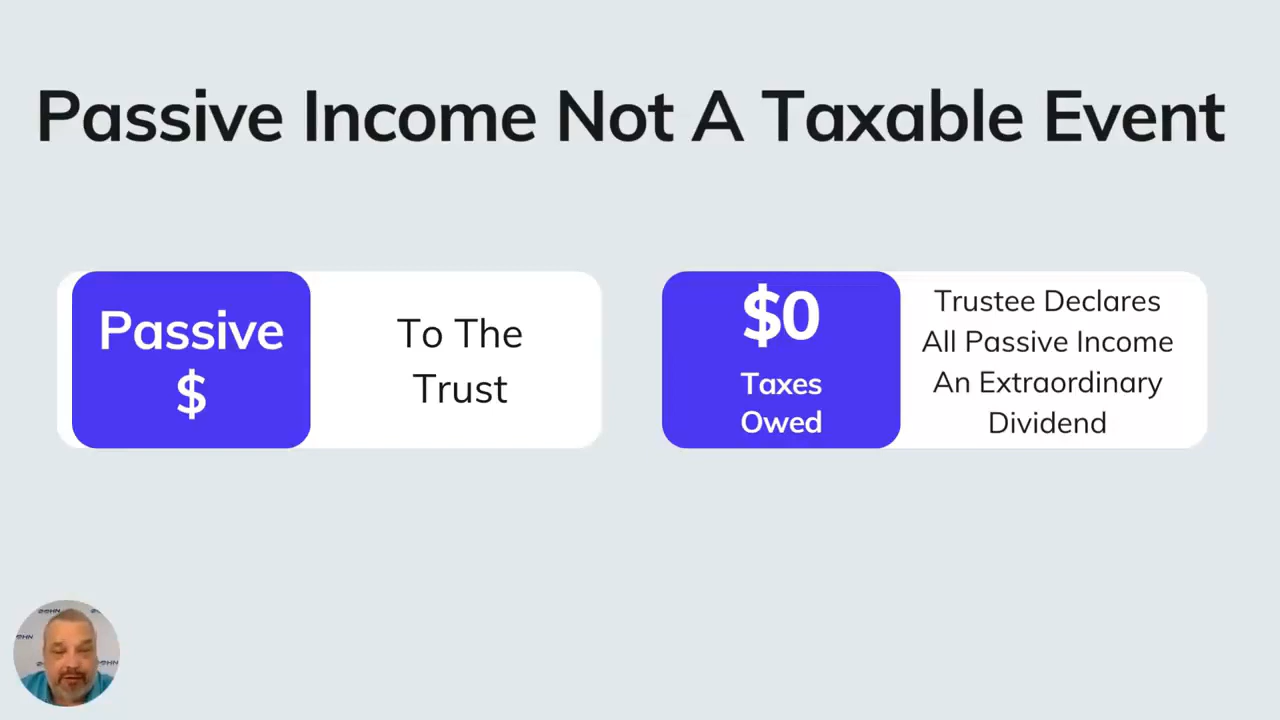 Passive Income Not A Taxable Event
Passive
$
To The
Trust
$0
Taxes
Owed
Trustee Declares
All Passive Income
An Extraordinary
Dividend